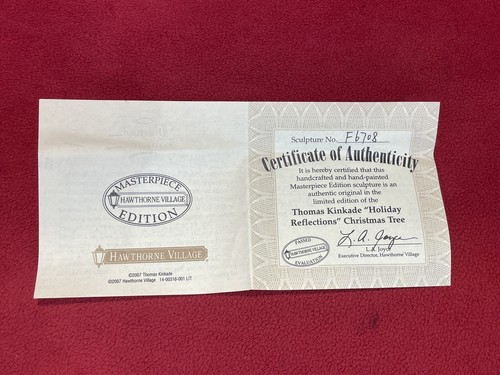 MASTERPIECE
HAWTHORNE VILLAGE
EDITION
HAWTHORNE VILLAGE
©2007 Thomas Kinkade
©2007 Hawthorne Village 14-00316-001 LIT
Sculpture No. F6708
Certificate of Authenticity
It is hereby certified that this
handcrafted and hand-painted
Masterpiece Edition sculpture is an
authentic original in the
limited edition of the
Thomas Kinkade "Holiday
Reflections" Christmas Tree
PASSED
HAWTHORNE VILLAGE
EVALUATION
L. A. Joyce
Executive Director, Hawthorne Village